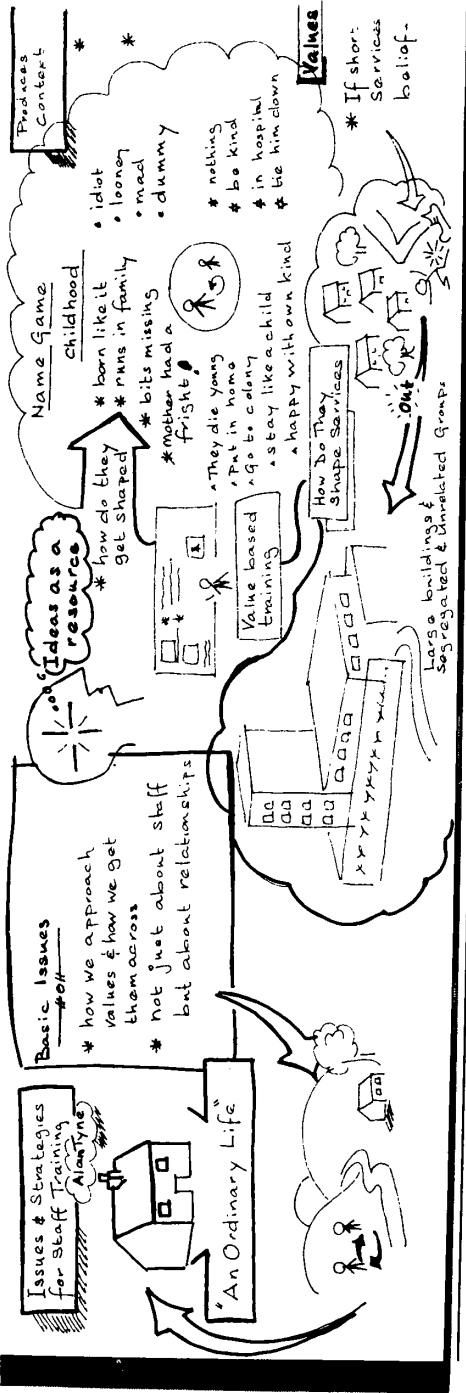 Issues & Strategies
for Staff Training
Alan Tyne
"An Ordinary Life"
Basic Issues
* how we approach
values & how we get
them across
* not just about staff
but about relationships
"Ideas as a
resource"
* how do they
get shaped
Value based
training
Name Game
Childhood
* born like it
* runs in family
* bits missing
* mother had a
fright!
• They die young
• Put in home
• Go to colony
• stay like a child
• happy with own kind
• idiot
• looney
• mad
• dummy
* nothing
* be kind
* in hospital
* tie him down
How Do They
Shape Services
Out
Large buildings &
segregated & unrelated Groups
Produces
Context
*
*
Values
* If shor
Services
belief-